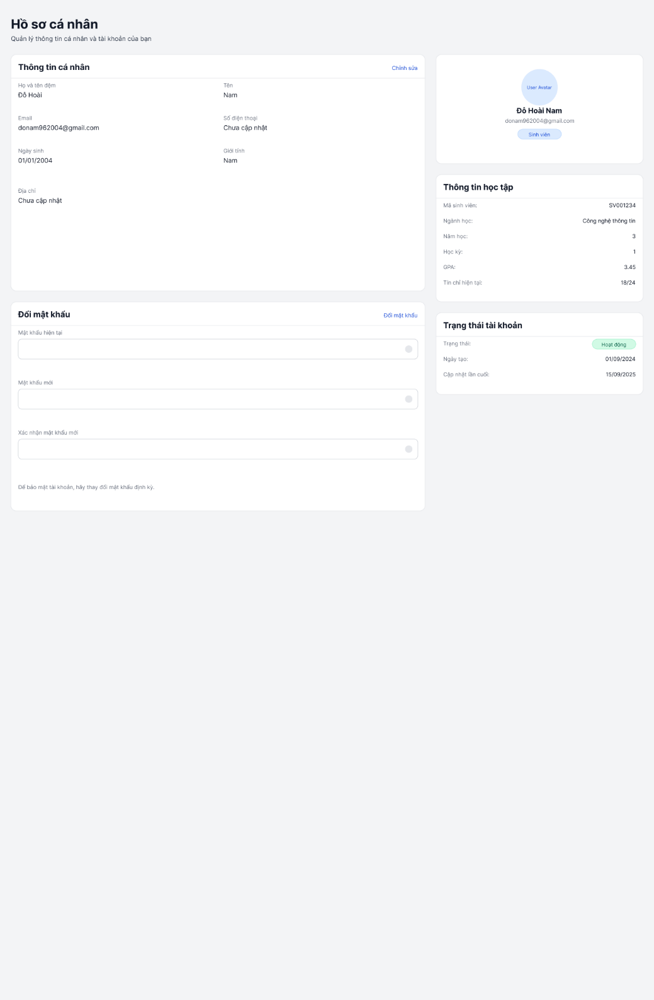 Hồ sơ cá nhân
Quản lý thông tin cá nhân và tài khoản của bạn
Thông tin cá nhân
Chỉnh sửa
Họ và tên đệm
Đỗ Hoài
Tên
Nam
Email
donam962004@gmail.com
Số điện thoại
Chưa cập nhật
Ngày sinh
01/01/2004
Giới tính
Nam
Địa chỉ
Chưa cập nhật
Đổi mật khẩu
Đổi mật khẩu
Mật khẩu hiện tại
Mật khẩu mới
Xác nhận mật khẩu mới
Để bảo mật tài khoản, hãy thay đổi mật khẩu định kỳ.
User Avatar
Đỗ Hoài Nam
donam962004@gmail.com
Sinh viên
Thông tin học tập
Mã sinh viên: SV001234
Ngành học: Công nghệ thông tin
Năm học: 3
Học kỳ: 1
GPA: 3.45
Tín chỉ hiện tại: 18/24
Trạng thái tài khoản
Trạng thái: Hoạt động
Ngày tạo: 01/09/2024
Cập nhật lần cuối: 15/09/2025